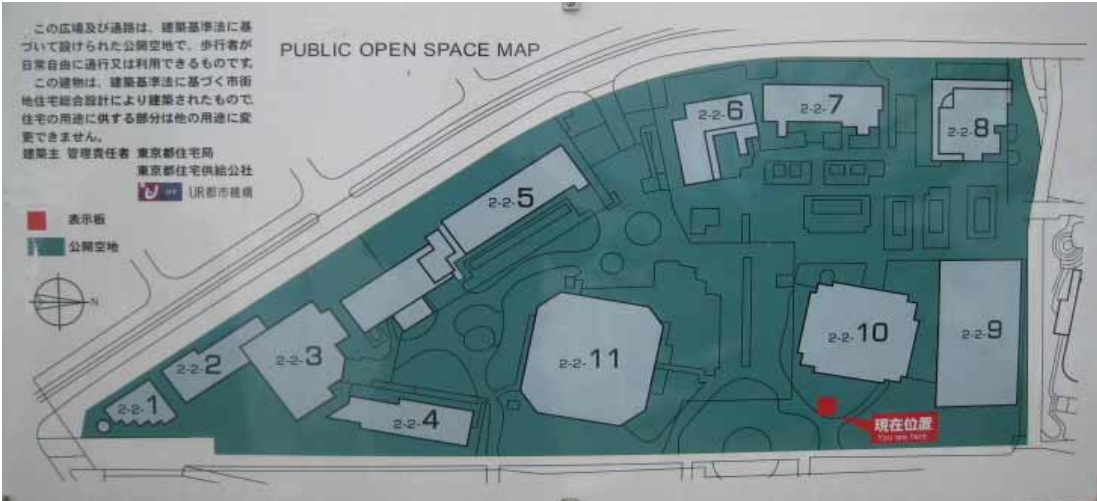 この広場及び通路は、建築基準法に基
づいて設けられた公開空地で、歩行者が
日常自由に通行又は利用できるものです。
この建物は、建築基準法に基づく市街
地住宅総合設計により建築されたもので、
住宅の用途に供する部分は他の用途に変
更できません。
建築主 管理責任者 東京都住宅局
東京都住宅供給公社
UR都市機構
PUBLIC OPEN SPACE MAP
表示板
公開空地
N
2-2-1
2-2-2
2-2-3
2-2-4
2-2-5
2-2-6
2-2-7
2-2-8
2-2-9
2-2-10
2-2-11
現在位置
You are here